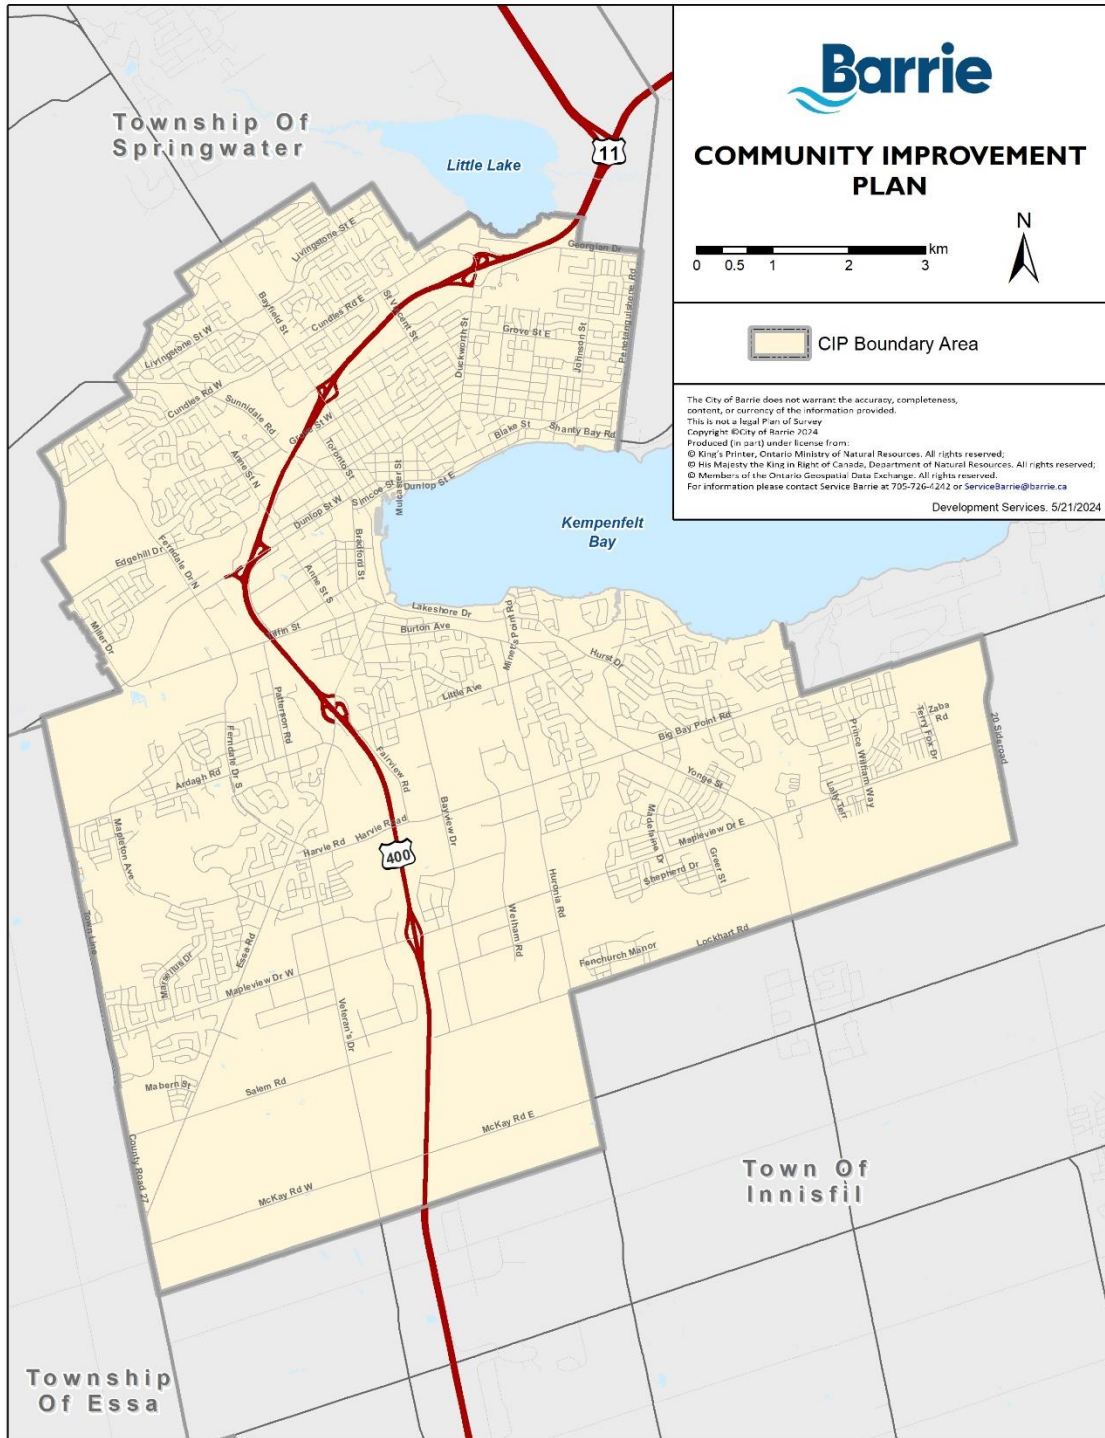 Barrie
COMMUNITY IMPROVEMENT
PLAN
N
km
0 0.5 1 2 3
CIP Boundary Area
The City of Barrie does not warrant the accuracy, completeness,
content, or currency of the information provided.
This is not a legal Plan of Survey
Copyright ©City of Barrie 2024
Produced (in part) under license from:
© King's Printer, Ontario Ministry of Natural Resources. All rights reserved;
© His Majesty the King in Right of Canada, Department of Natural Resources. All rights reserved;
© Members of the Ontario Geospatial Data Exchange. All rights reserved.
For information please contact Service Barrie at 705-726-4242 or ServiceBarrie@barrie.ca
Development Services. 5/21/2024
Township Of
Springwater
Little Lake
11
Livingstone St E
Georgian Dr
Penetanguishene Rd
Bayfield St
Cundles Rd E
St Vincent St
Duckworth St
Grove St E
Johnson St
Livingstone St W
Cundles Rd W
Sunnidale Rd
Grove St W
Toronto St
Anne St N
Blake St
Shanty Bay Rd
Mulcaster St
Dunlop St E
Simcoe St
Dunlop St W
Edgehill Dr
Ferndale Dr N
Bradford St
Anne St S
Kempenfelt
Bay
Lakeshore Dr
Burton Ave
Minet's Point Rd
Miller Dr
Tiffin St
Hurst Dr
Little Ave
Patterson Rd
Ferndale Dr S
Big Bay Point Rd
Zaba
Rd
Terry Fox Dr
Prince William Way
20 Sideroad
Fairview Rd
Ardagh Rd
Yonge St
Lally Terr
Bayview Dr
Madelaine Dr
Mapleview Dr E
Mapleton Ave
Harvie Rd
Harvie Road
400
Shepherd Dr
Greer St
Huronia Rd
Welham Rd
Town Line
Essa Rd
Marsellus Dr
Fenchurch Manor
Lockhart Rd
Mapleview Dr W
Veteran's Dr
Mabern St
Salem Rd
McKay Rd E
County Road 27
McKay Rd W
Town Of
Innisfil
Township
Of Essa